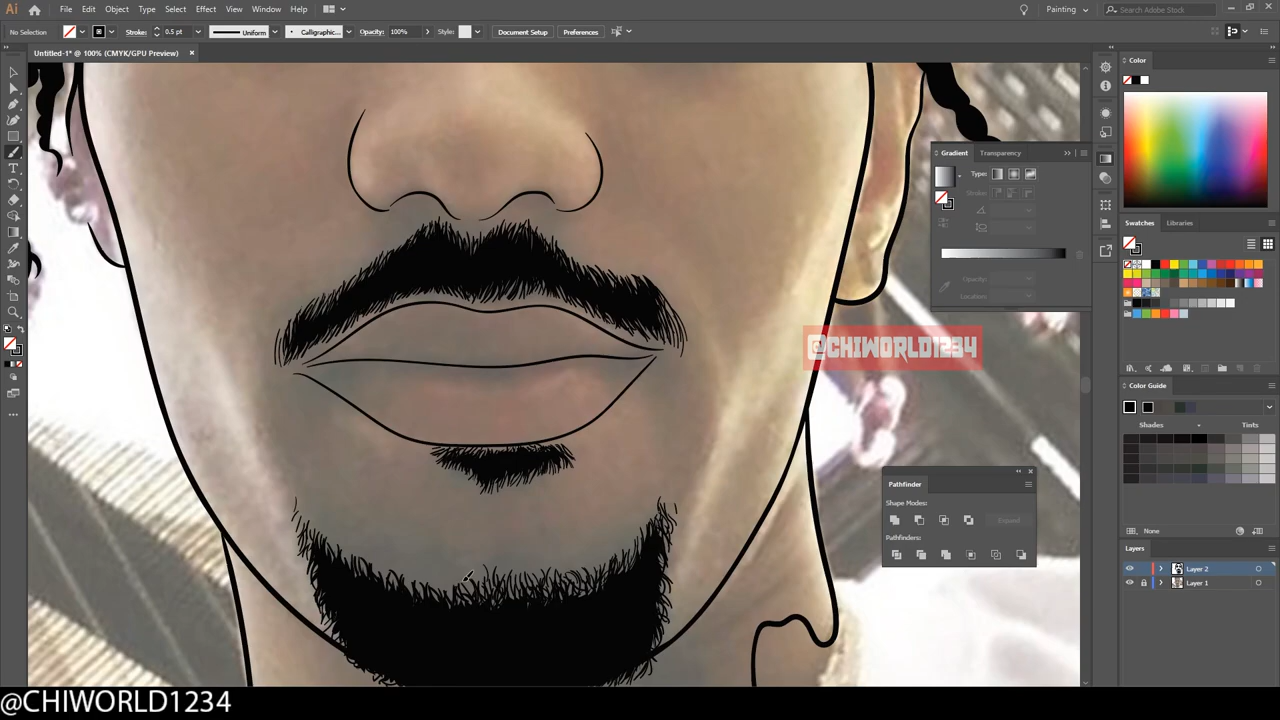 Ai File Edit Object Type Select Effect View Window Help Painting Search Adobe Stock
No Selection Stroke: 0.5 pt Uniform Calligraphic... Opacity: 100% Style: Document Setup Preferences
Untitled-1* @ 100% (CMYK/GPU Preview)
Color
Gradient Transparency
Type:
Stroke:
Opacity:
Location:
Swatches Libraries
@CHIWORLD1234
Color Guide
Shades Tints
None
Pathfinder
Shape Modes:
Expand
Pathfinders:
Layers
Layer 2
Layer 1
@CHIWORLD1234